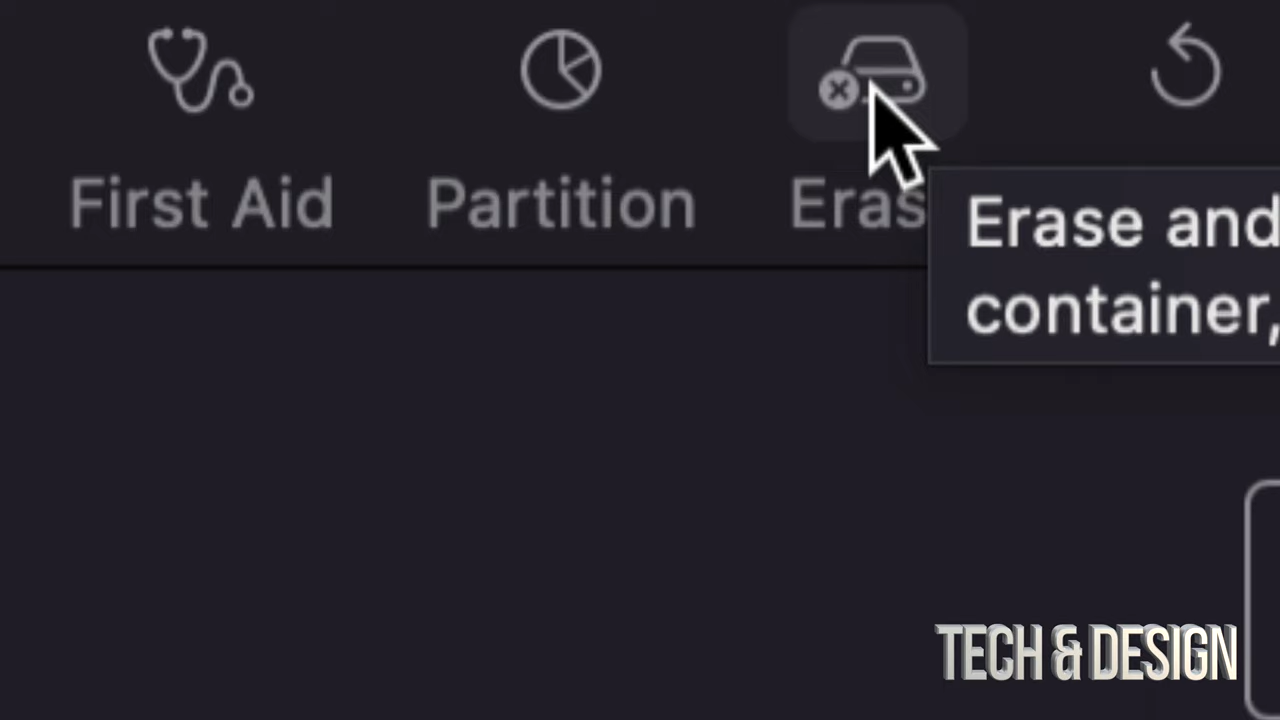 First Aid
Partition
Eras
Erase and
container,
TECH & DESIGN